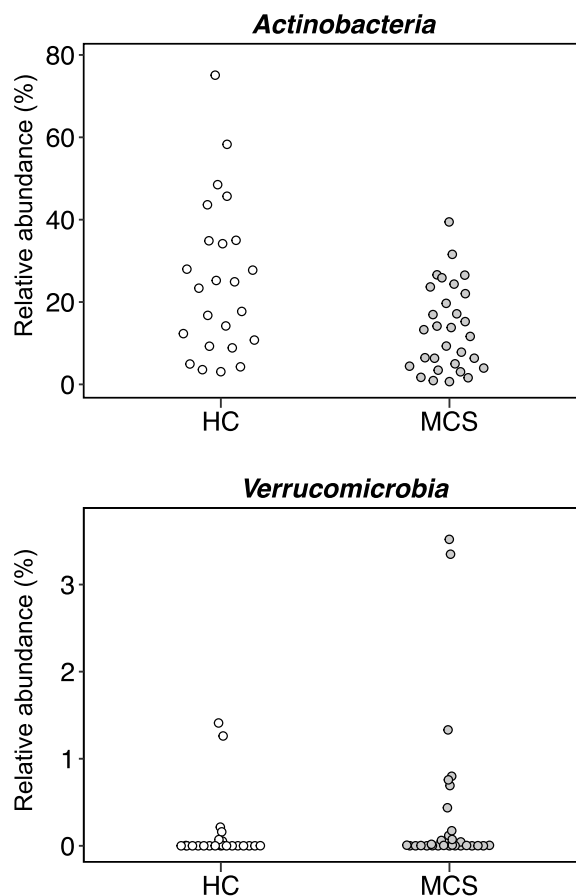 Actinobacteria
Relative abundance (%)
80
60
40
20
0
HC MCS
Verrucomicrobia
Relative abundance (%)
3
2
1
0
HC MCS